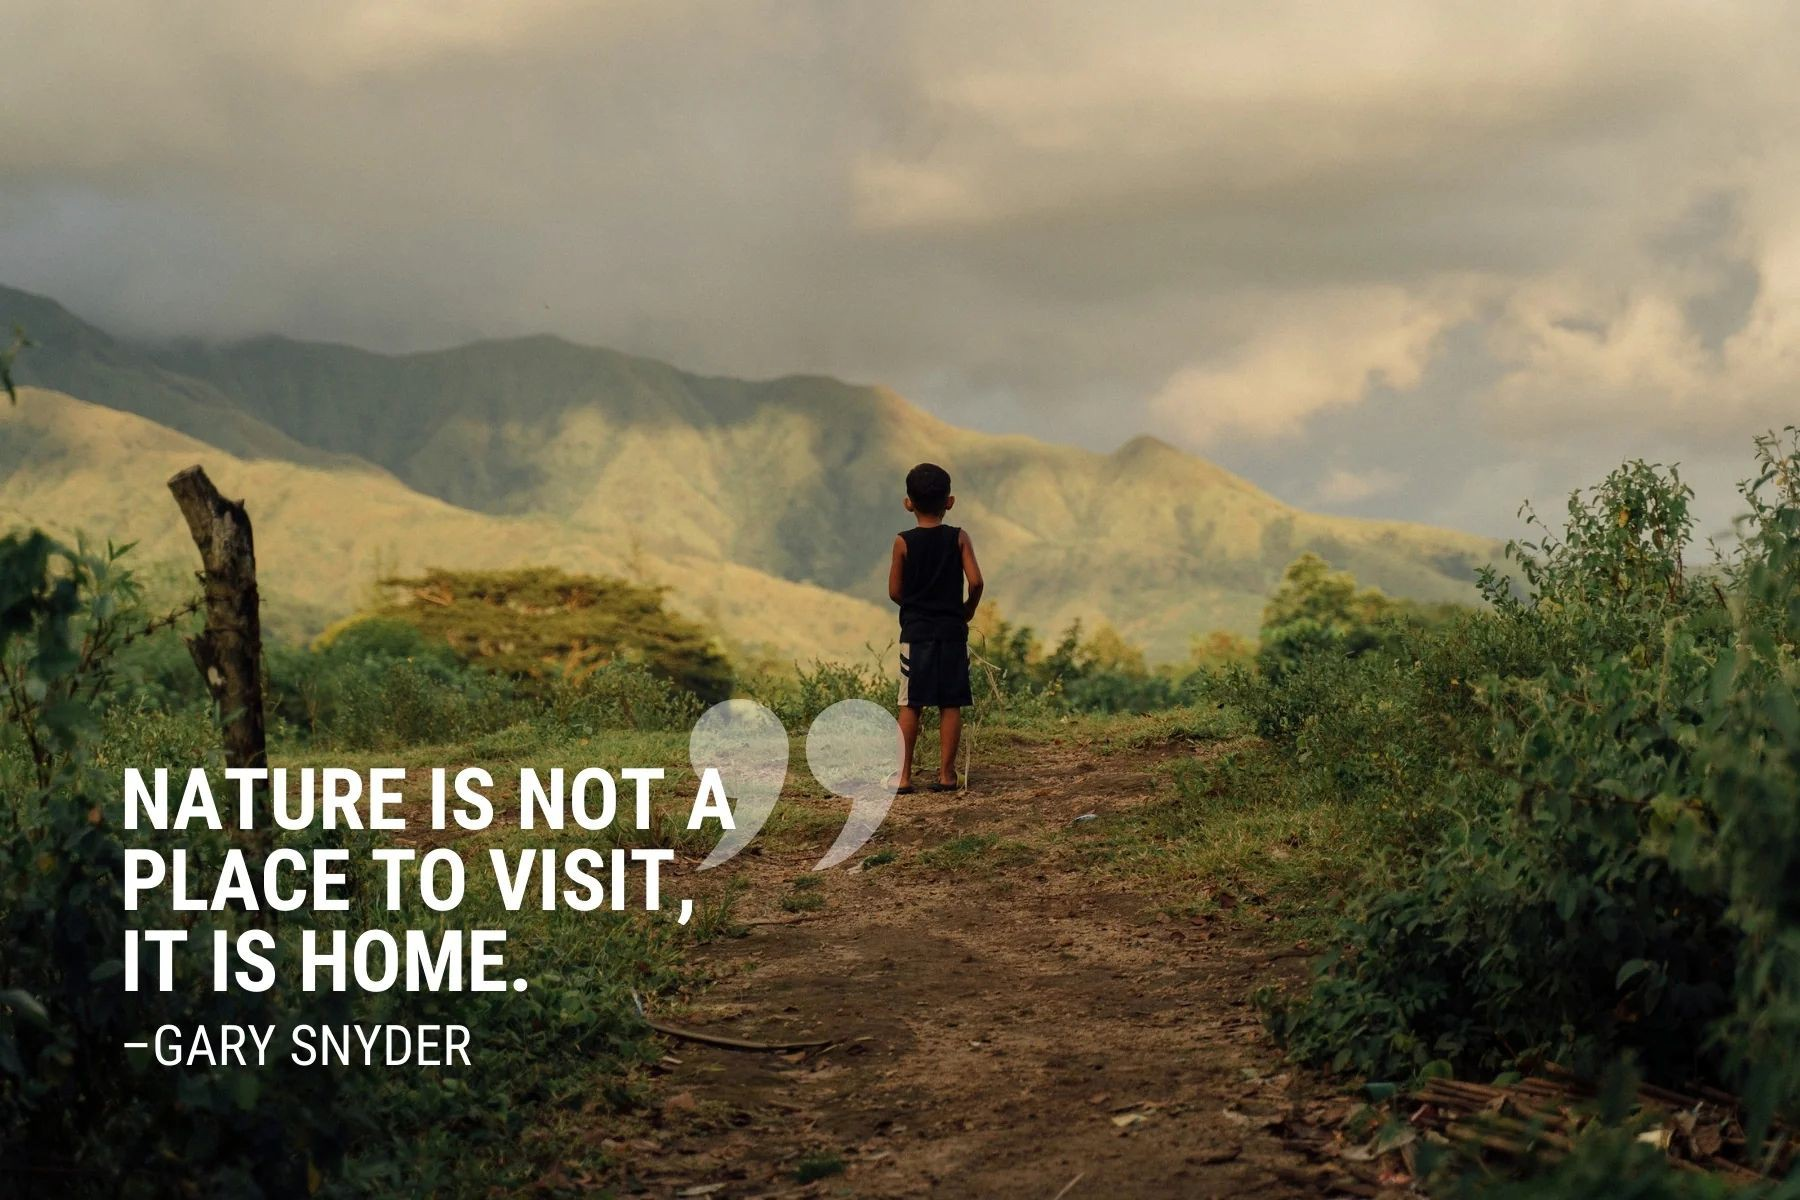 NATURE IS NOT A
PLACE TO VISIT,
IT IS HOME.
–GARY SNYDER
”